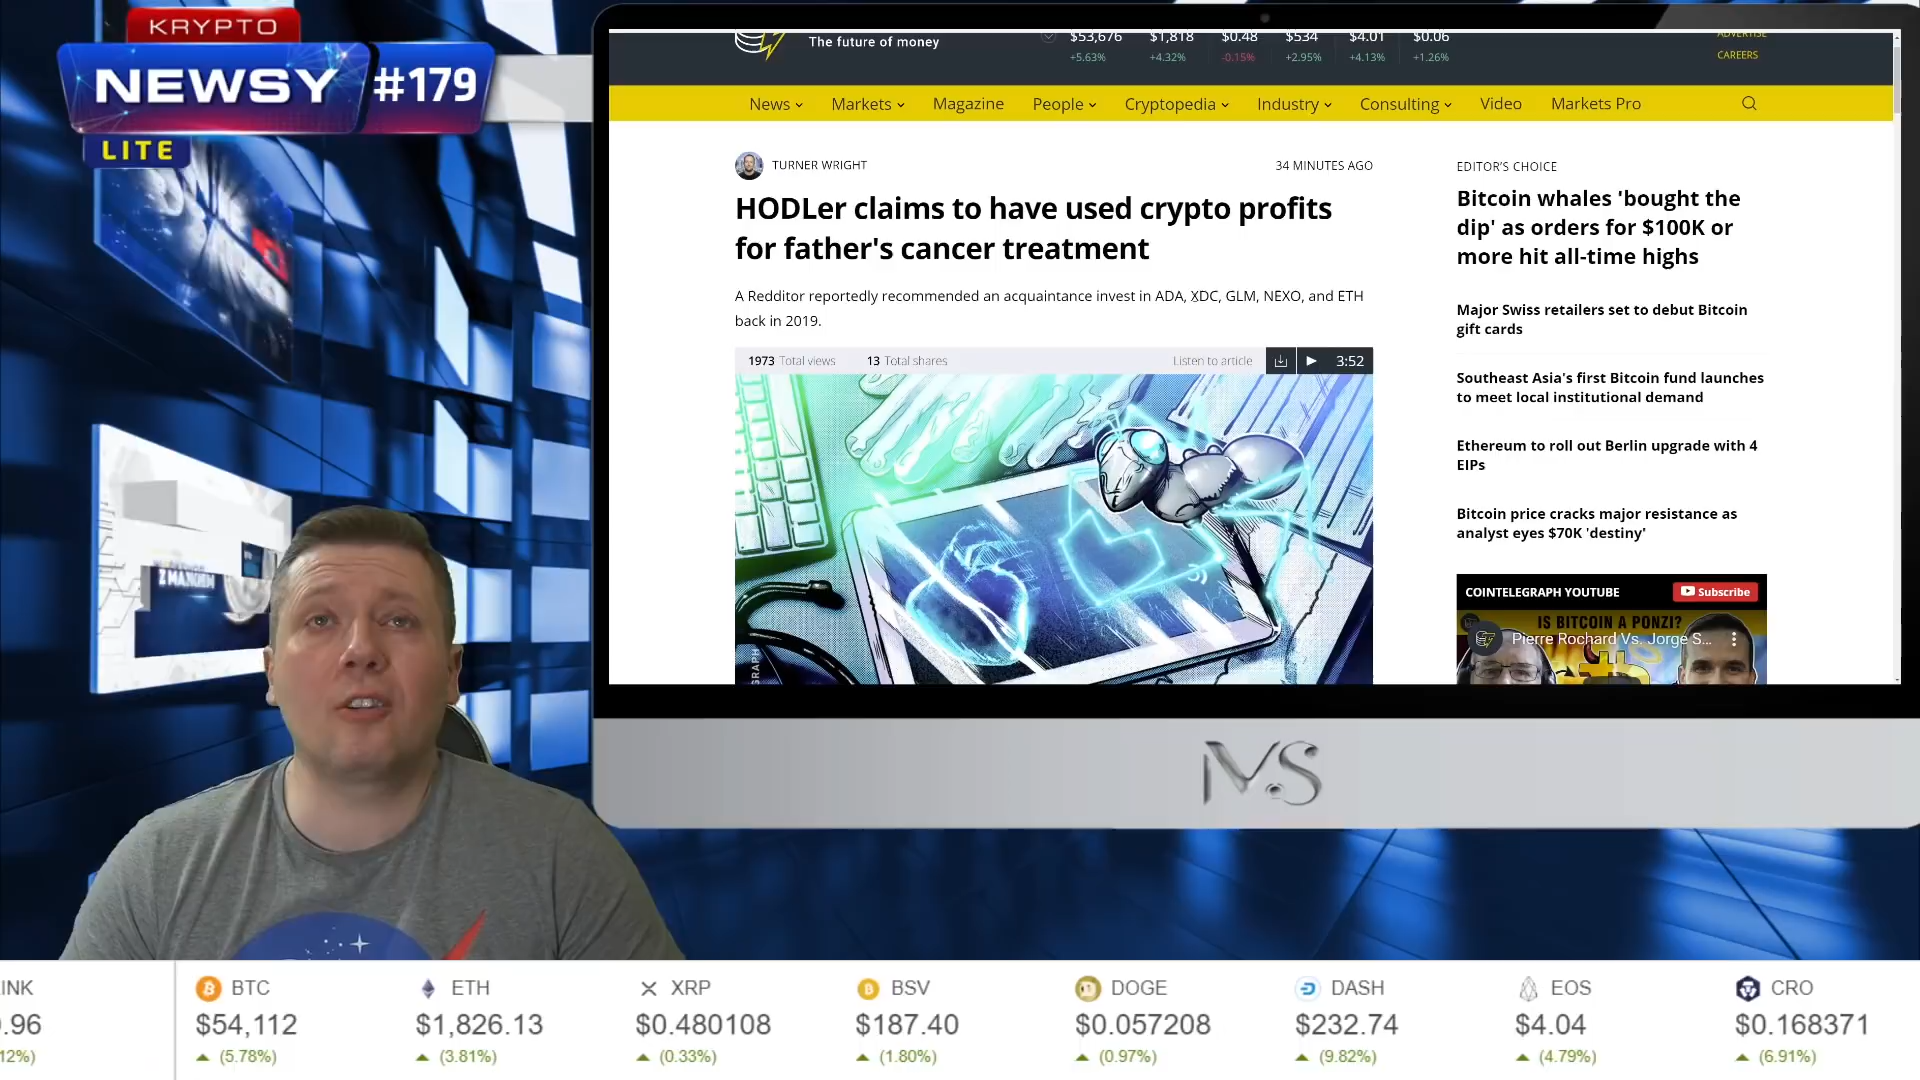 KRYPTO
NEWSY #179
LITE
The future of money
$53,676 $1,818 $0.48 $534 $4.01 $0.06
+5.63% +4.32% -0.15% +2.95% +4.13% +1.26%
ADVERTISE
CAREERS
News Markets Magazine People Cryptopedia Industry Consulting Video Markets Pro
TURNER WRIGHT 34 MINUTES AGO
HODLer claims to have used crypto profits
for father's cancer treatment
A Redditor reportedly recommended an acquaintance invest in ADA, XDC, GLM, NEXO, and ETH
back in 2019.
1973 Total views 13 Total shares Listen to article 3:52
EDITOR'S CHOICE
Bitcoin whales 'bought the
dip' as orders for $100K or
more hit all-time highs
Major Swiss retailers set to debut Bitcoin
gift cards
Southeast Asia's first Bitcoin fund launches
to meet local institutional demand
Ethereum to roll out Berlin upgrade with 4
EIPs
Bitcoin price cracks major resistance as
analyst eyes $70K 'destiny'
COINTELEGRAPH YOUTUBE Subscribe
IS BITCOIN A PONZI?
Pierre Rochard Vs. Jorge S...
MS
BTC ETH XRP BSV DOGE DASH EOS CRO
.96 $54,112 $1,826.13 $0.480108 $187.40 $0.057208 $232.74 $4.04 $0.168371
12%) (5.78%) (3.81%) (0.33%) (1.80%) (0.97%) (9.82%) (4.79%) (6.91%)